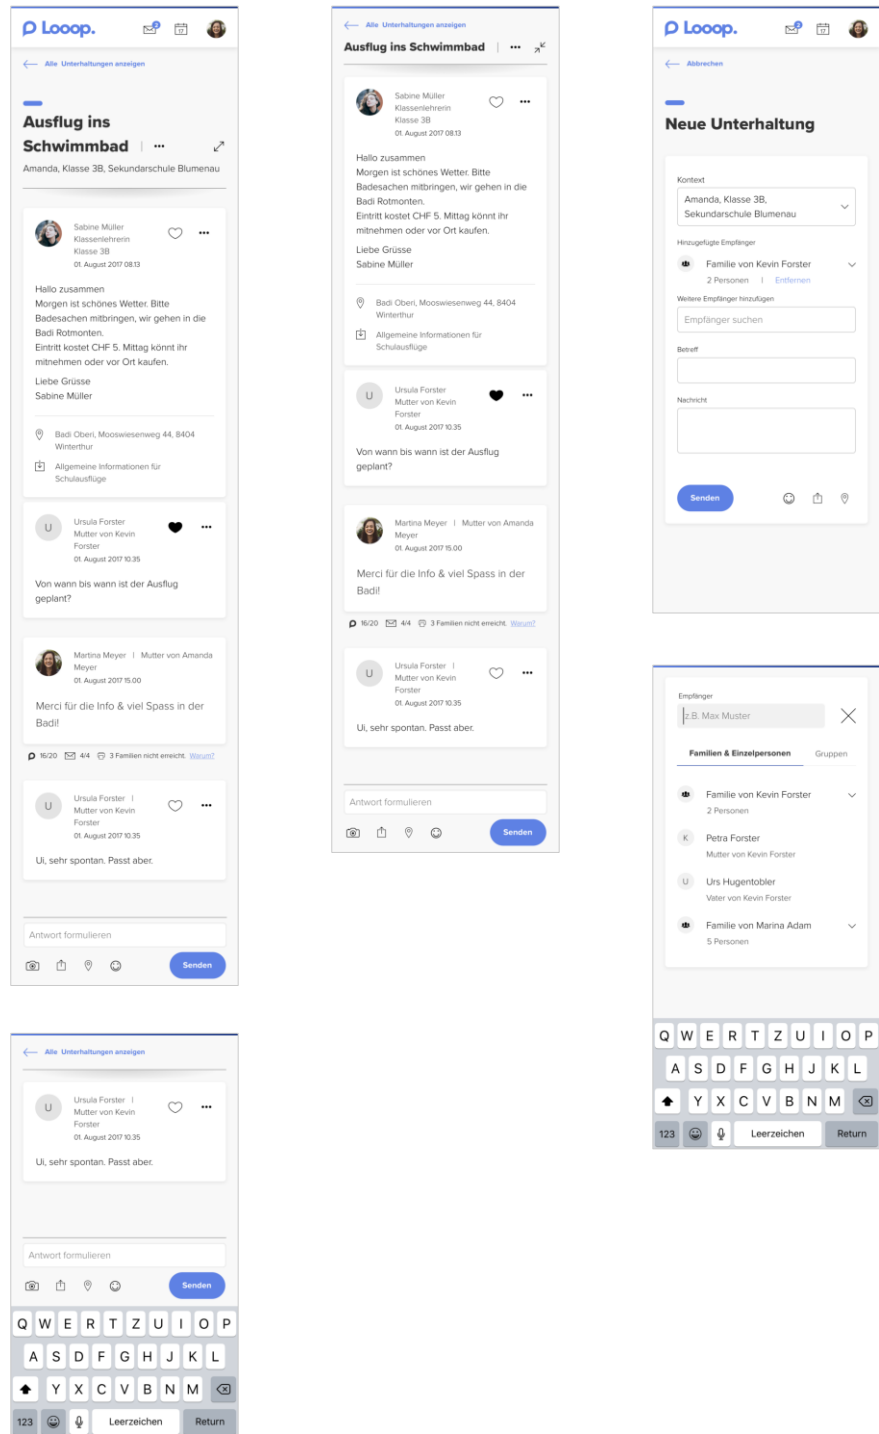 Looop.
2
17
Alle Unterhaltungen anzeigen
Ausflug ins
Schwimmbad
Amanda, Klasse 3B, Sekundarschule Blumenau
Sabine Müller
Klassenlehrerin
Klasse 3B
01. August 2017 08.13
Hallo zusammen
Morgen ist schönes Wetter. Bitte
Badesachen mitbringen, wir gehen in die
Badi Rotmonten.
Eintritt kostet CHF 5. Mittag könnt ihr
mitnehmen oder vor Ort kaufen.
Liebe Grüsse
Sabine Müller
Badi Oberi, Mooswiesenweg 44, 8404
Winterthur
Allgemeine Informationen für
Schulausflüge
U
Ursula Forster
Mutter von Kevin
Forster
01. August 2017 10.35
Von wann bis wann ist der Ausflug
geplant?
Martina Meyer | Mutter von Amanda
Meyer
01. August 2017 15.00
Merci für die Info & viel Spass in der
Badi!
16/20 4/4 3 Familien nicht erreicht. Warum?
U
Ursula Forster |
Mutter von Kevin
Forster
01. August 2017 10.35
Ui, sehr spontan. Passt aber.
Antwort formulieren
Senden
Alle Unterhaltungen anzeigen
U
Ursula Forster |
Mutter von Kevin
Forster
01. August 2017 10.35
Ui, sehr spontan. Passt aber.
Antwort formulieren
Senden
Q W E R T Z U I O P
A S D F G H J K L
Y X C V B N M
123 Leerzeichen Return
Alle Unterhaltungen anzeigen
Ausflug ins Schwimmbad
Sabine Müller
Klassenlehrerin
Klasse 3B
01. August 2017 08.13
Hallo zusammen
Morgen ist schönes Wetter. Bitte
Badesachen mitbringen, wir gehen in die
Badi Rotmonten.
Eintritt kostet CHF 5. Mittag könnt ihr
mitnehmen oder vor Ort kaufen.
Liebe Grüsse
Sabine Müller
Badi Oberi, Mooswiesenweg 44, 8404
Winterthur
Allgemeine Informationen für
Schulausflüge
U
Ursula Forster
Mutter von Kevin
Forster
01. August 2017 10.35
Von wann bis wann ist der Ausflug
geplant?
Martina Meyer | Mutter von Amanda
Meyer
01. August 2017 15.00
Merci für die Info & viel Spass in der
Badi!
16/20 4/4 3 Familien nicht erreicht. Warum?
U
Ursula Forster |
Mutter von Kevin
Forster
01. August 2017 10.35
Ui, sehr spontan. Passt aber.
Antwort formulieren
Senden
Looop.
2
17
Abbrechen
Neue Unterhaltung
Kontext
Amanda, Klasse 3B,
Sekundarschule Blumenau
Hinzugefügte Empfänger
Familie von Kevin Forster
2 Personen | Entfernen
Weitere Empfänger hinzufügen
Empfänger suchen
Betreff
Nachricht
Senden
Empfänger
z.B. Max Muster
Familien & Einzelpersonen Gruppen
Familie von Kevin Forster
2 Personen
K Petra Forster
Mutter von Kevin Forster
U Urs Hugentobler
Vater von Kevin Forster
Familie von Marina Adam
5 Personen
Q W E R T Z U I O P
A S D F G H J K L
Y X C V B N M
123 Leerzeichen Return